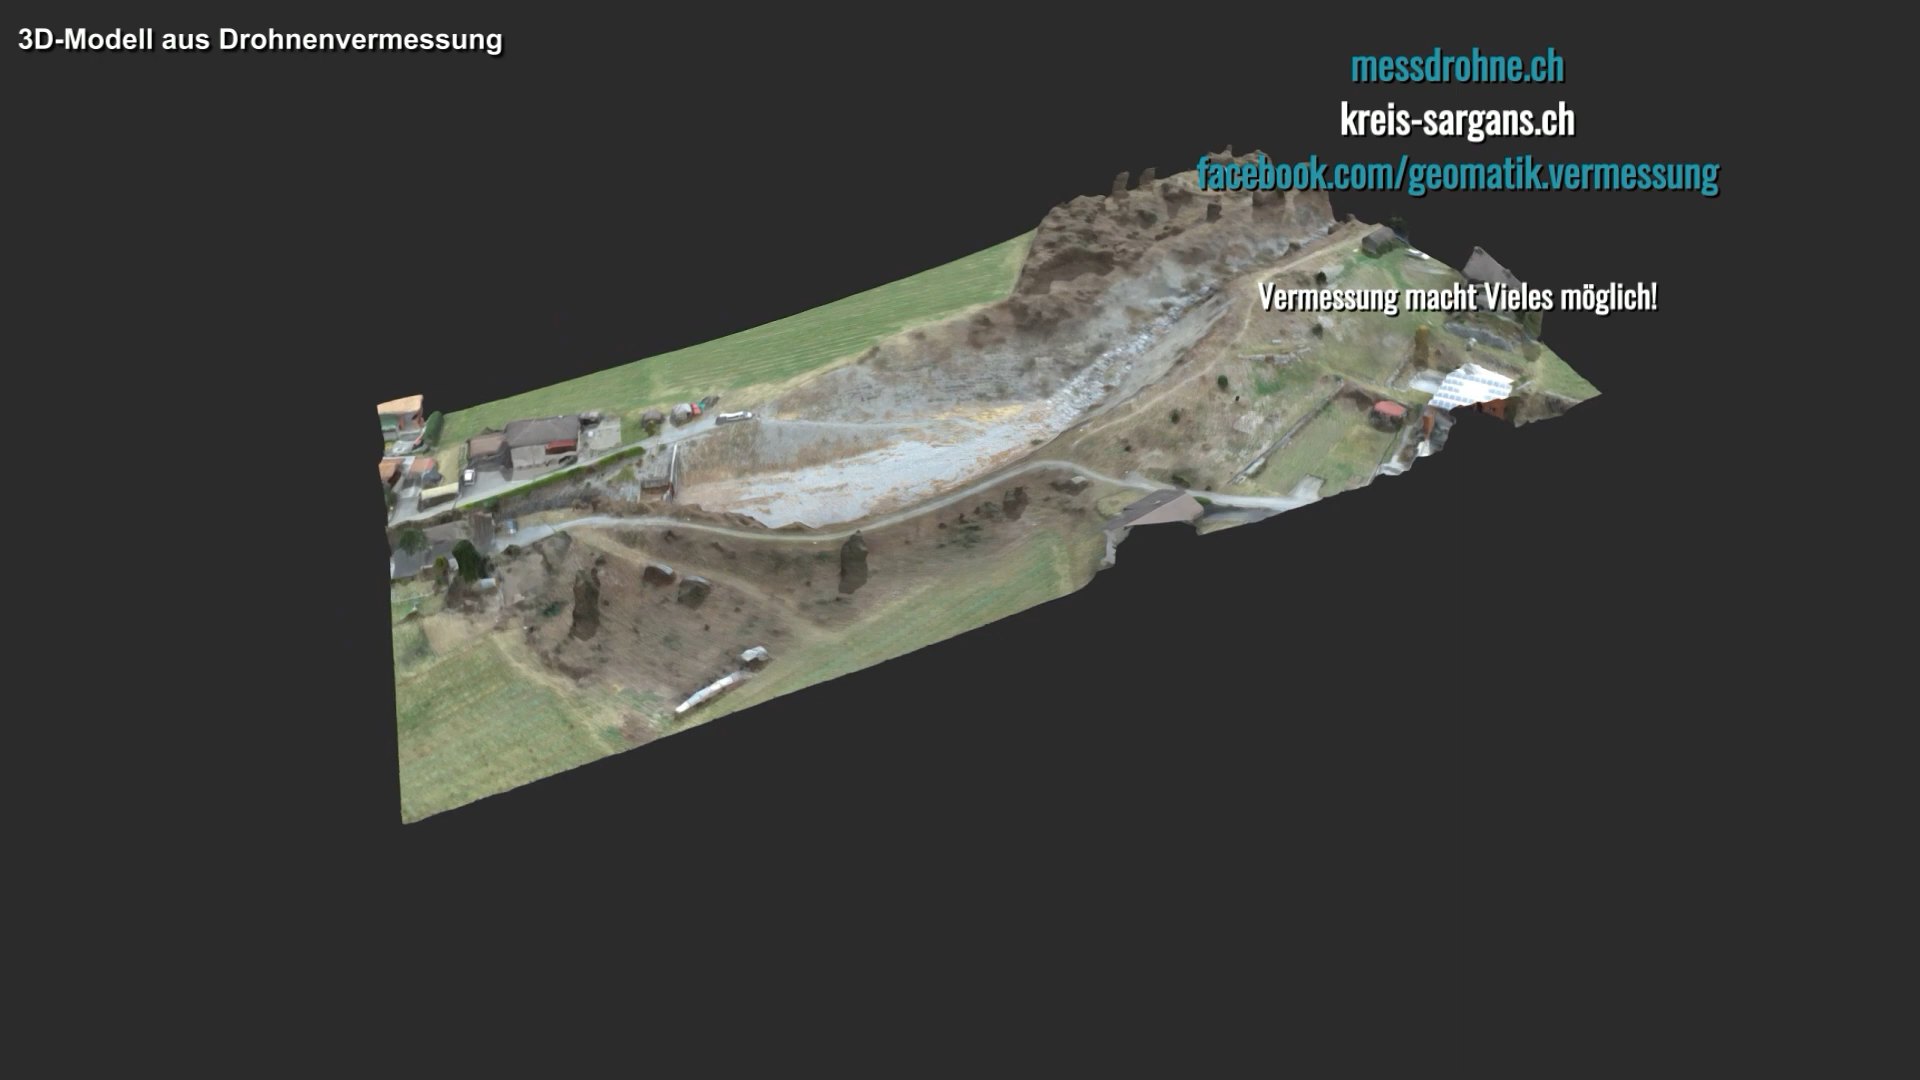 3D-Modell aus Drohnenvermessung
messdrohne.ch
kreis-sargans.ch
facebook.com/geomatik.vermessung
Vermessung macht Vieles möglich!